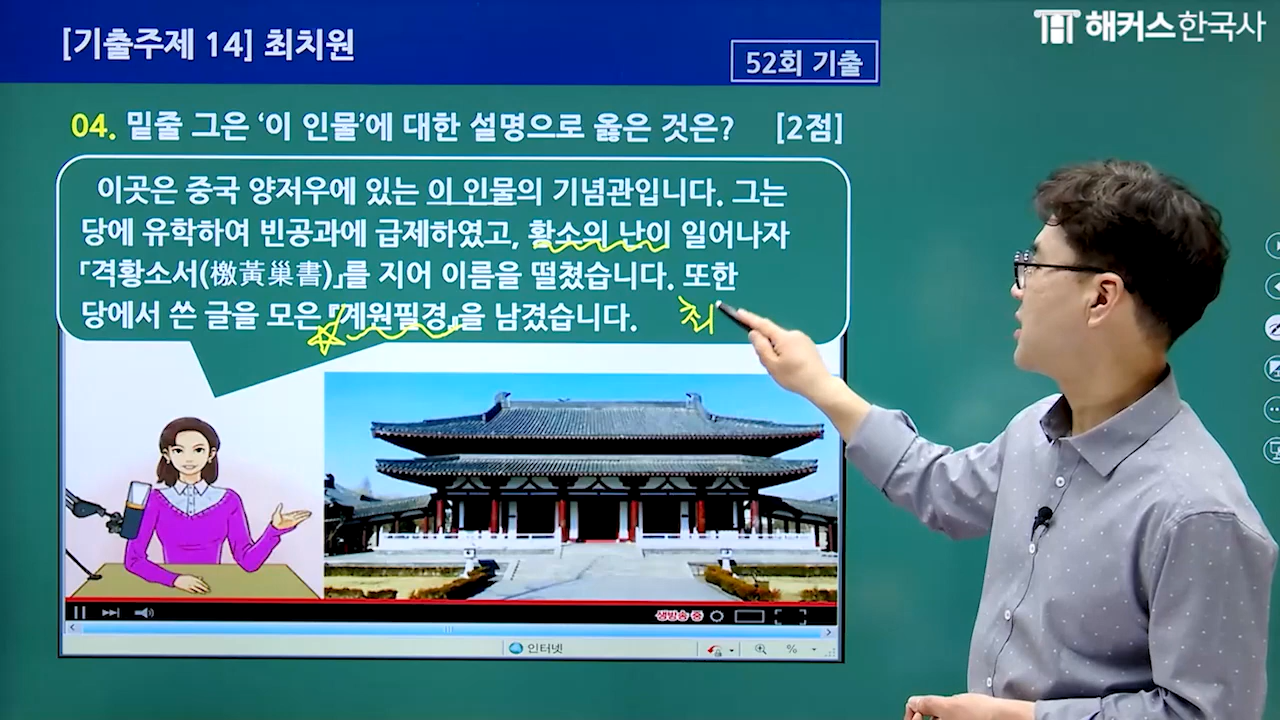 [기출주제 14] 최치원
52회 기출
해커스한국사
04. 밑줄 그은 ‘이 인물’에 대한 설명으로 옳은 것은? [2점]
이곳은 중국 양저우에 있는 이 인물의 기념관입니다. 그는
당에 유학하여 빈공과에 급제하였고, 황소의 난이 일어나자
「격황소서(檄黃巢書)」를 지어 이름을 떨쳤습니다. 또한
당에서 쓴 글을 모은 『계원필경』을 남겼습니다.
최
생방송 중
인터넷
%